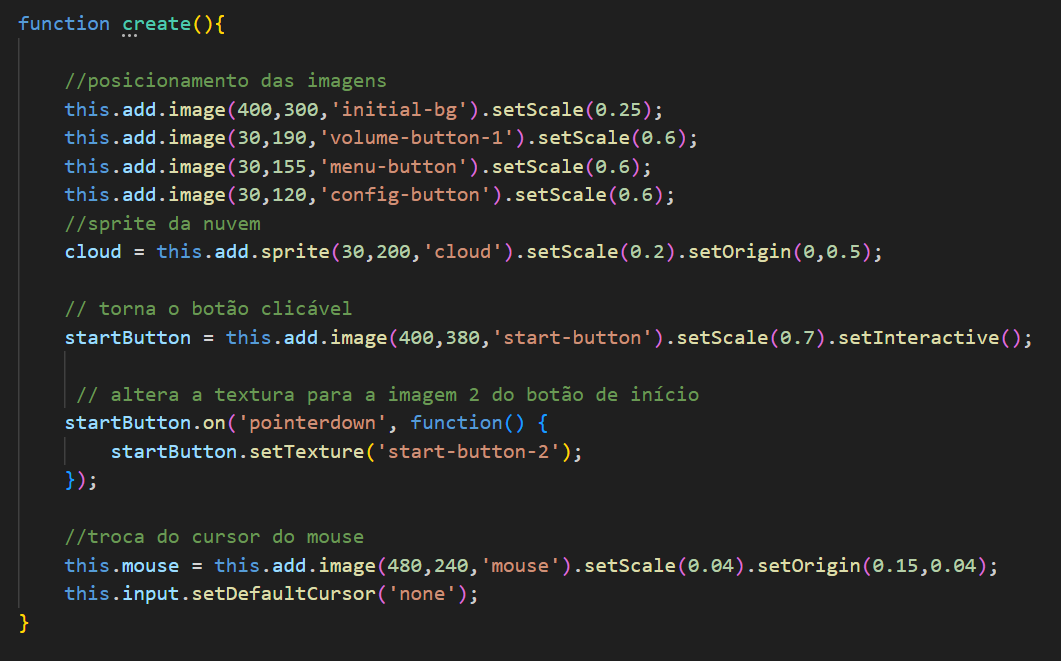 function create(){
//posicionamento das imagens
this.add.image(400,300,'initial-bg').setScale(0.25);
this.add.image(30,190,'volume-button-1').setScale(0.6);
this.add.image(30,155,'menu-button').setScale(0.6);
this.add.image(30,120,'config-button').setScale(0.6);
//sprite da nuvem
cloud = this.add.sprite(30,200,'cloud').setScale(0.2).setOrigin(0,0.5);
// torna o botão clicável
startButton = this.add.image(400,380,'start-button').setScale(0.7).setInteractive();
// altera a textura para a imagem 2 do botão de início
startButton.on('pointerdown', function() {
startButton.setTexture('start-button-2');
});
//troca do cursor do mouse
this.mouse = this.add.image(480,240,'mouse').setScale(0.04).setOrigin(0.15,0.04);
this.input.setDefaultCursor('none');
}